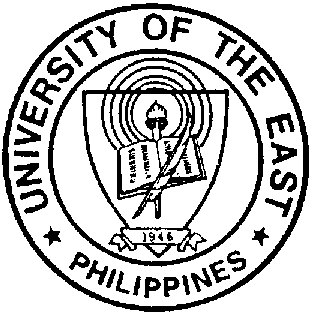 UNIVERSITY OF THE EAST
1946
PHILIPPINES